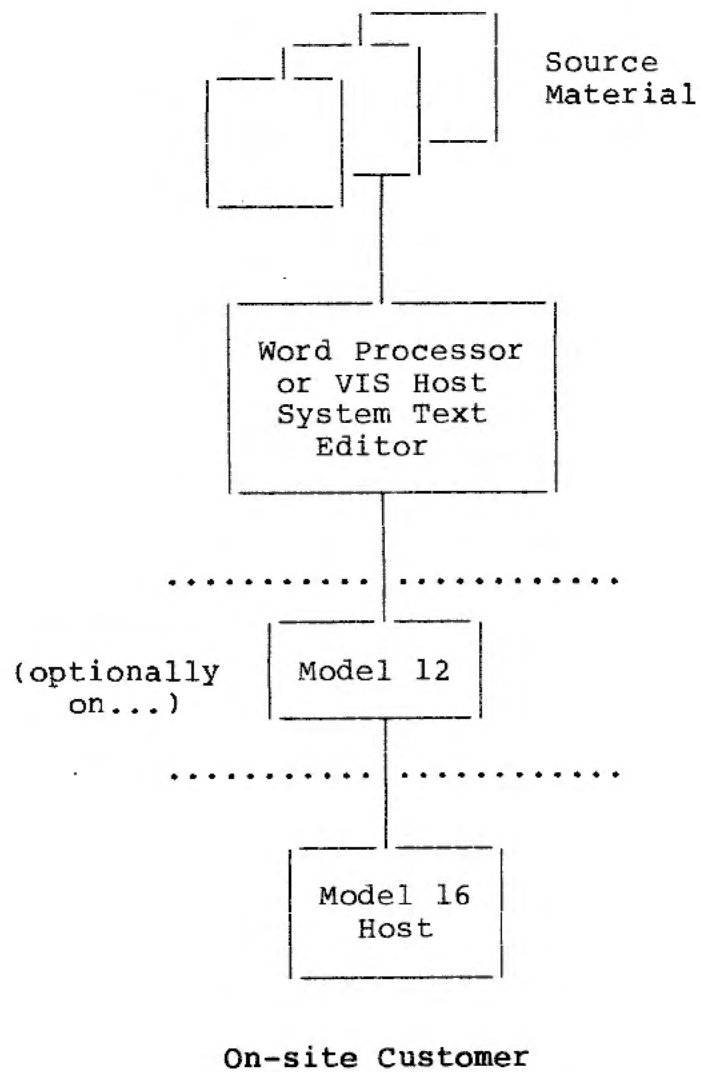 Source
Material
Word Processor
or VIS Host
System Text
Editor
(optionally
on...)
Model 12
Model 16
Host
On-site Customer